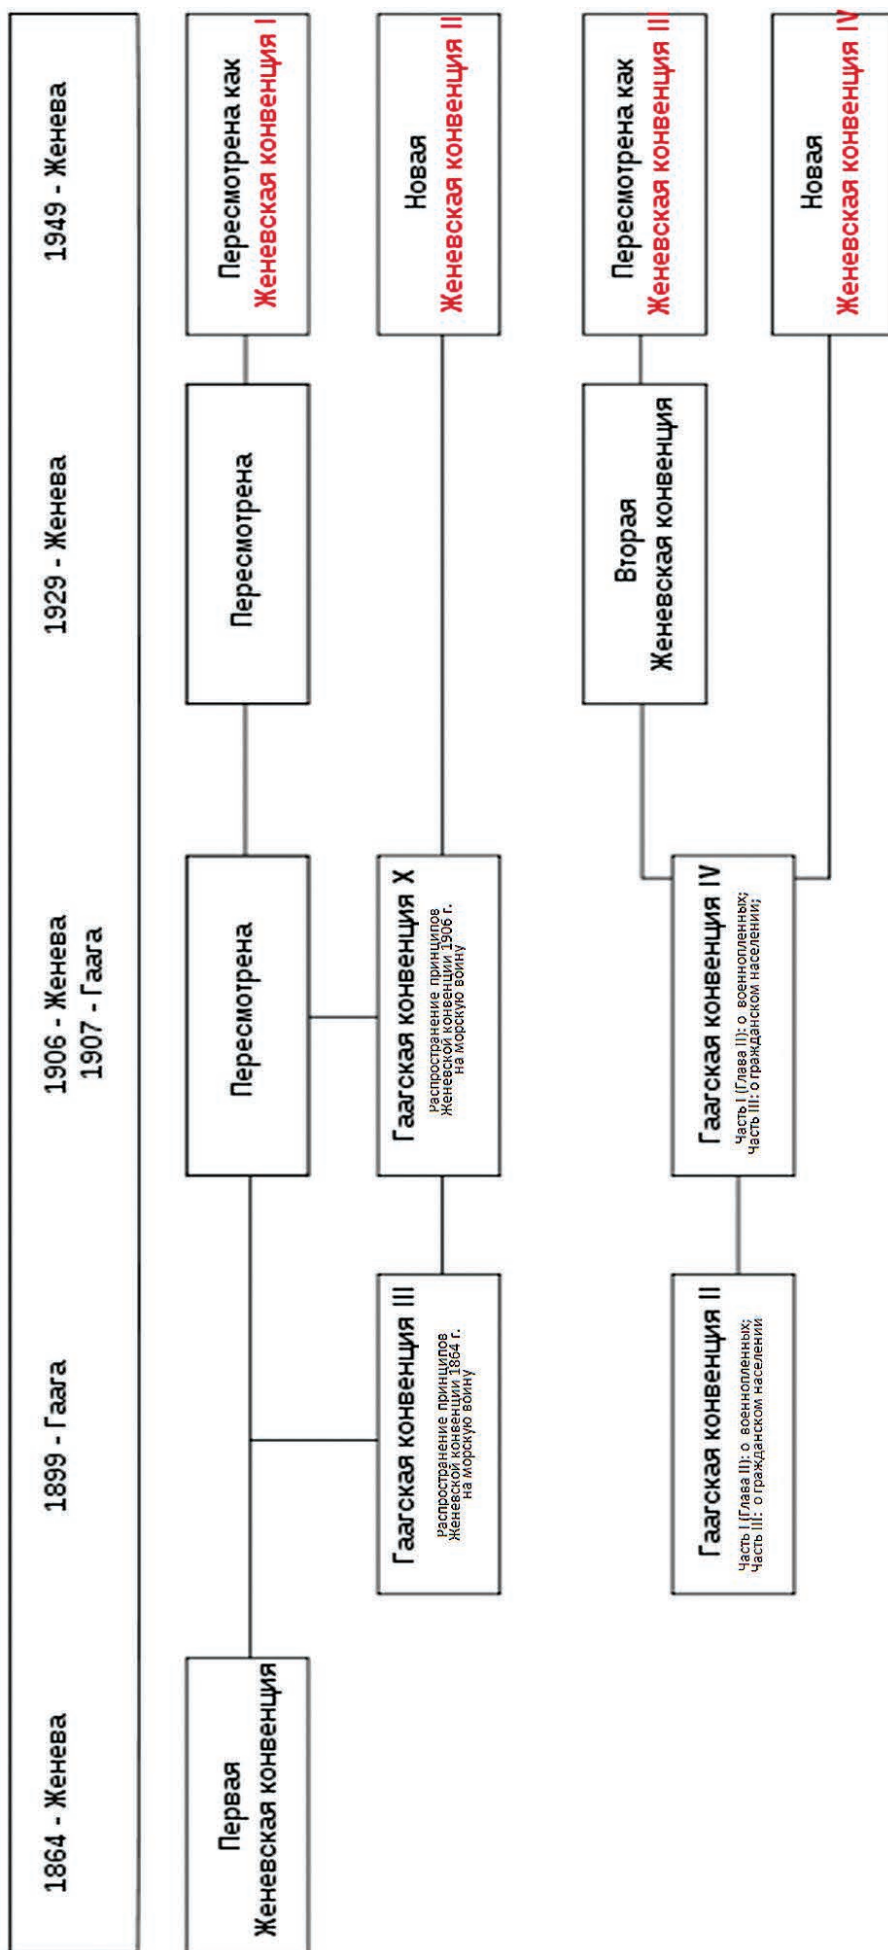 1864 - Женева
1899 - Гаага
1906 - Женева
1907 - Гаага
1929 - Женева
1949 - Женева
Первая
Женевская конвенция
Пересмотрена
Пересмотрена
Пересмотрена как
Женевская конвенция I
Гаагская конвенция III
Распространение принципов
Женевской конвенции 1864 г.
на морскую войну
Гаагская конвенция X
Распространение принципов
Женевской конвенции 1906 г.
на морскую войну
Новая
Женевская конвенция II
Вторая
Женевская конвенция
Пересмотрена как
Женевская конвенция III
Гаагская конвенция II
Часть I (Глава II): о военнопленных;
Часть III: о гражданском населении
Гаагская конвенция IV
Часть I (Глава II): о военнопленных;
Часть III: о гражданском населении;
Новая
Женевская конвенция IV